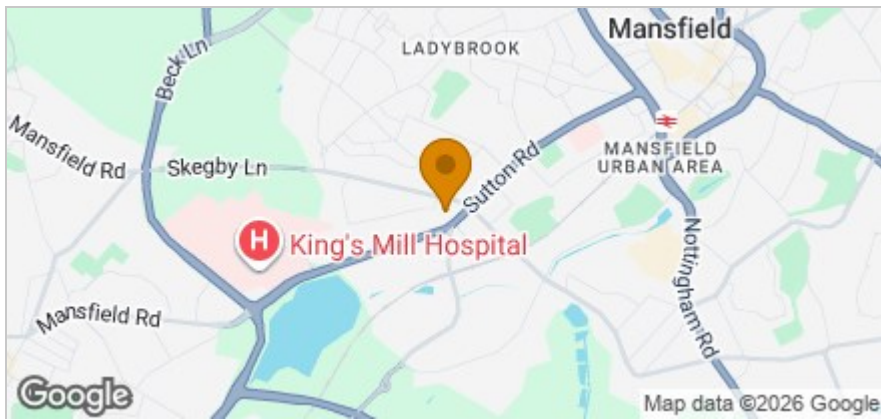 Mansfield
LADYBROOK
Beck Ln
Mansfield Rd
Skegby Ln
Sutton Rd
MANSFIELD
URBAN AREA
H
King's Mill Hospital
Nottingham Rd
Mansfield Rd
Google
Map data ©2026 Google